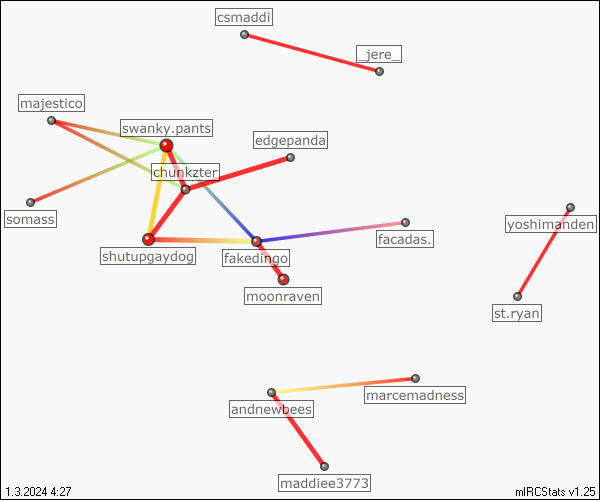 csmaddi
_jere_
majestico
swanky.pants
edgepanda
chunkzter
somass
yoshimanden
facadas.
shutupgaydog
fakedingo
moonraven
st.ryan
marcemadness
andnewbees
maddiee3773
1.3.2024 4:27
mIRCStats v1.25